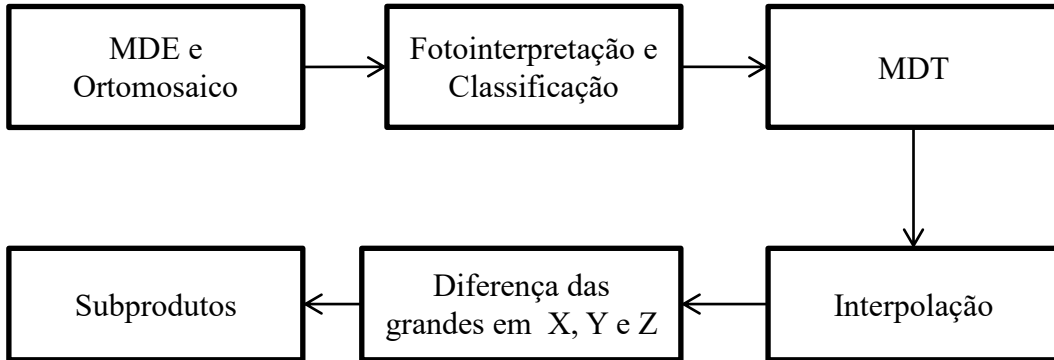 MDE e
Ortomosaico
Fotointerpretação e
Classificação
MDT
Interpolação
Diferença das
grandes em X, Y e Z
Subprodutos